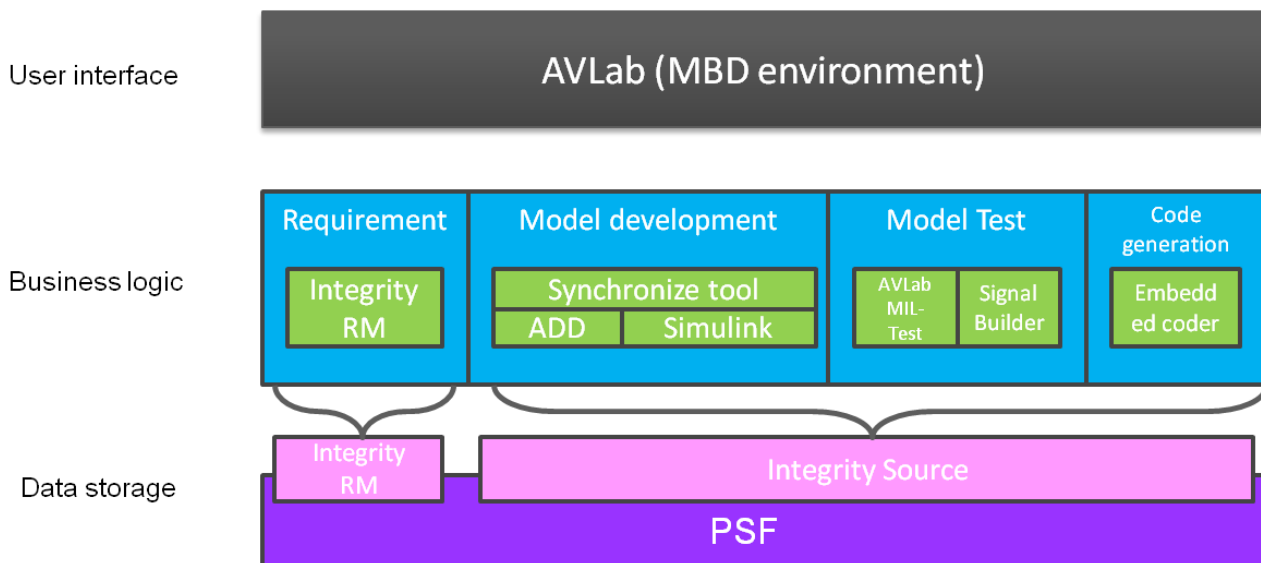 User interface
AVLab (MBD environment)
Business logic
Requirement
Integrity
RM
Model development
Synchronize tool
ADD
Simulink
Model Test
AVLab
MIL-
Test
Signal
Builder
Code
generation
Embedd
ed coder
Data storage
Integrity
RM
Integrity Source
PSF